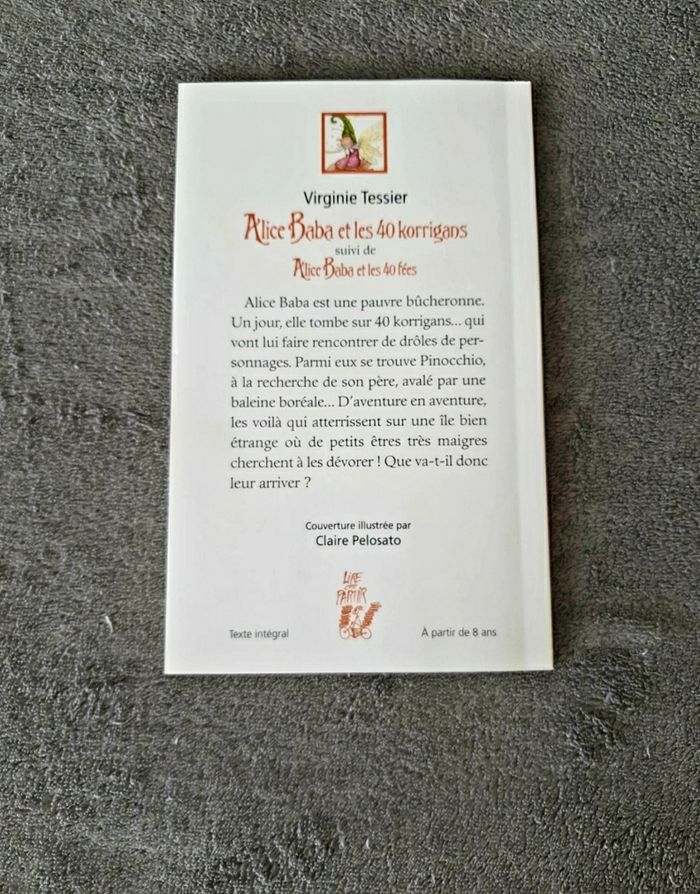 Virginie Tessier
Alice Baba et les 40 korrigans
suivi de
Alice Baba et les 40 fées
Alice Baba est une pauvre bûcheronne.
Un jour, elle tombe sur 40 korrigans... qui
vont lui faire rencontrer de drôles de per-
sonnages. Parmi eux se trouve Pinocchio,
à la recherche de son père, avalé par une
baleine boréale... D'aventure en aventure,
les voilà qui atterrissent sur une île bien
étrange où de petits êtres très maigres
cherchent à les dévorer ! Que va-t-il donc
leur arriver ?
Couverture illustrée par
Claire Pelosato
LIRE
C'EST
PARTIR
Texte intégral
À partir de 8 ans